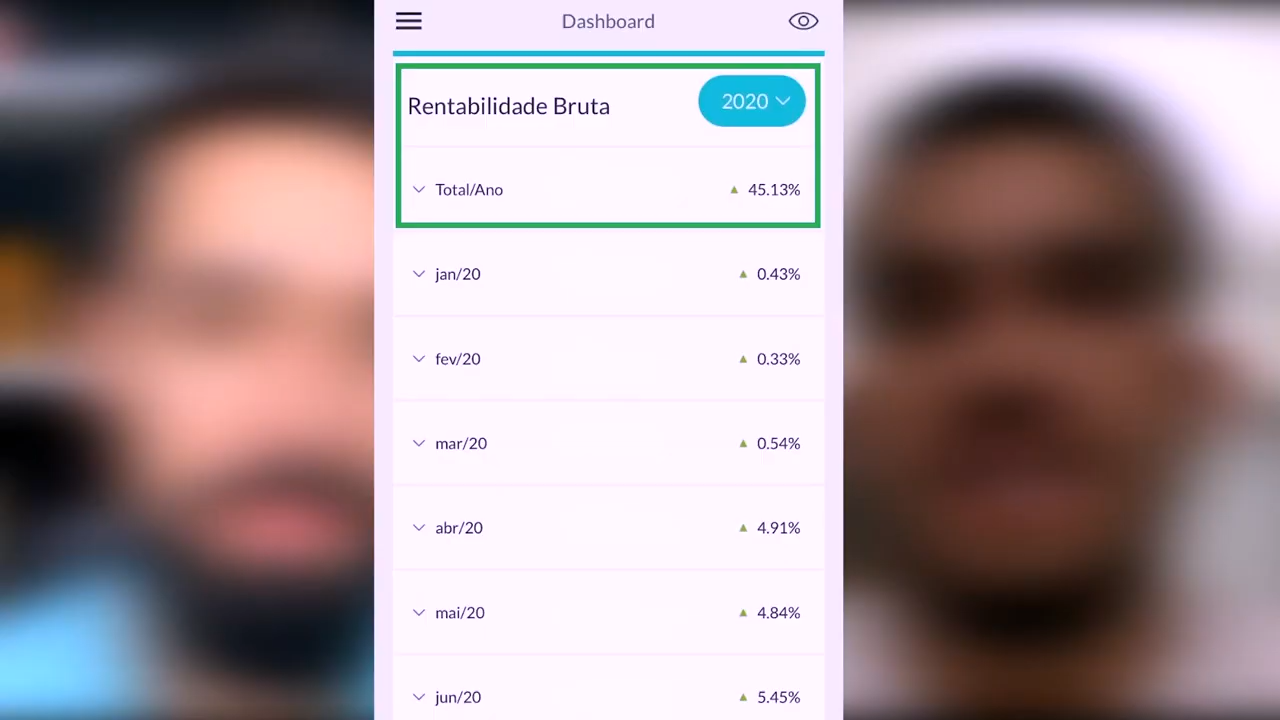 Dashboard
Rentabilidade Bruta
2020
Total/Ano 45.13%
jan/20 0.43%
fev/20 0.33%
mar/20 0.54%
abr/20 4.91%
mai/20 4.84%
jun/20 5.45%